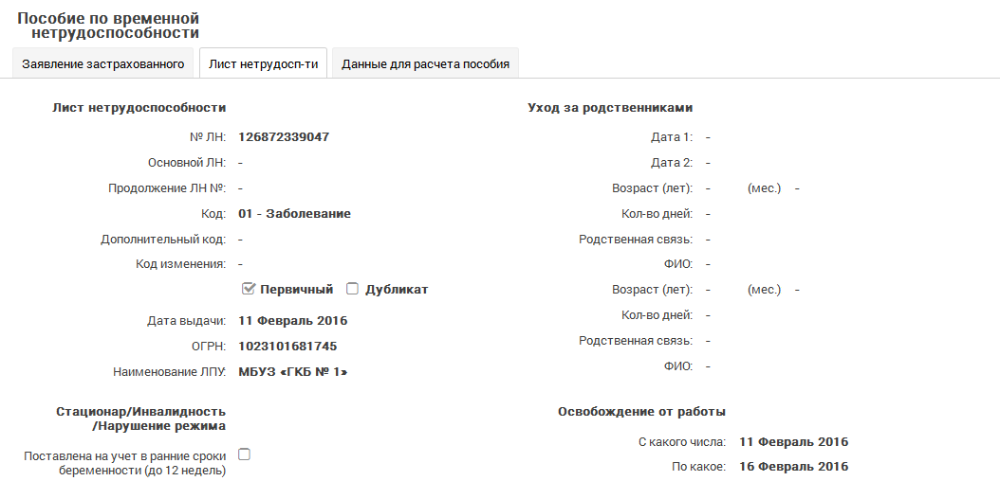 Пособие по временной
нетрудоспособности
Заявление застрахованного
Лист нетрудосп-ти
Данные для расчета пособия
Лист нетрудоспособности
№ ЛН: 126872339047
Основной ЛН: -
Продолжение ЛН №: -
Код: 01 - Заболевание
Дополнительный код: -
Код изменения: -
Первичный Дубликат
Дата выдачи: 11 Февраль 2016
ОГРН: 1023101681745
Наименование ЛПУ: МБУЗ «ГКБ № 1»
Стационар/Инвалидность
/Нарушение режима
Поставлена на учет в ранние сроки
беременности (до 12 недель)
Уход за родственниками
Дата 1: -
Дата 2: -
Возраст (лет): - (мес.) -
Кол-во дней: -
Родственная связь: -
ФИО: -
Возраст (лет): - (мес.) -
Кол-во дней: -
Родственная связь: -
ФИО: -
Освобождение от работы
С какого числа: 11 Февраль 2016
По какое: 16 Февраль 2016